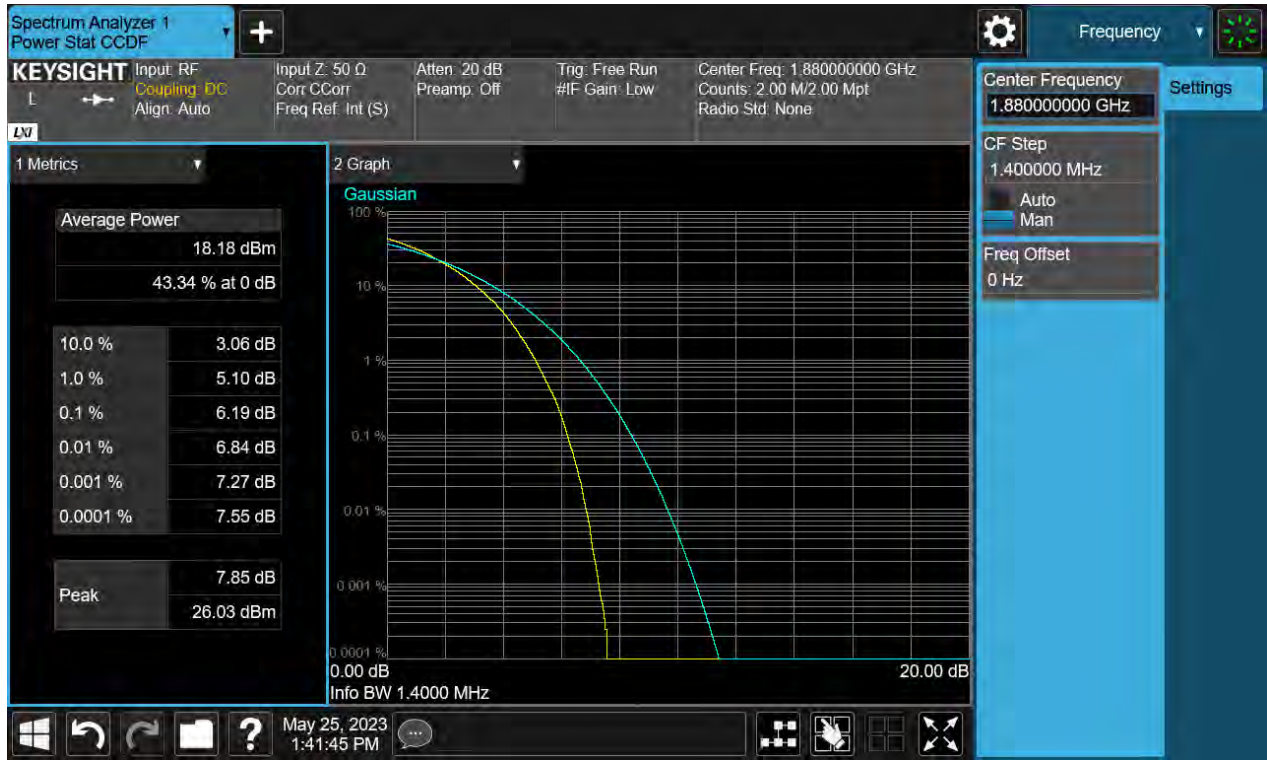 Spectrum Analyzer 1
Power Stat CCDF
Frequency
KEYSIGHT
L
LXI
Input: RF
Coupling: DC
Align: Auto
Input Z: 50 Ω
Corr CCorr
Freq Ref: Int (S)
Atten: 20 dB
Preamp: Off
Trig: Free Run
#IF Gain: Low
Center Freq: 1.880000000 GHz
Counts: 2.00 M/2.00 Mpt
Radio Std: None
Center Frequency
1.880000000 GHz
Settings
CF Step
1.400000 MHz
Auto
Man
Freq Offset
0 Hz
1 Metrics
Average Power
18.18 dBm
43.34 % at 0 dB
10.0 % 3.06 dB
1.0 % 5.10 dB
0.1 % 6.19 dB
0.01 % 6.84 dB
0.001 % 7.27 dB
0.0001 % 7.55 dB
Peak
7.85 dB
26.03 dBm
2 Graph
Gaussian
100 %
10 %
1 %
0.1 %
0.01 %
0.001 %
0.0001 %
0.00 dB 20.00 dB
Info BW 1.4000 MHz
?
May 25, 2023
1:41:45 PM